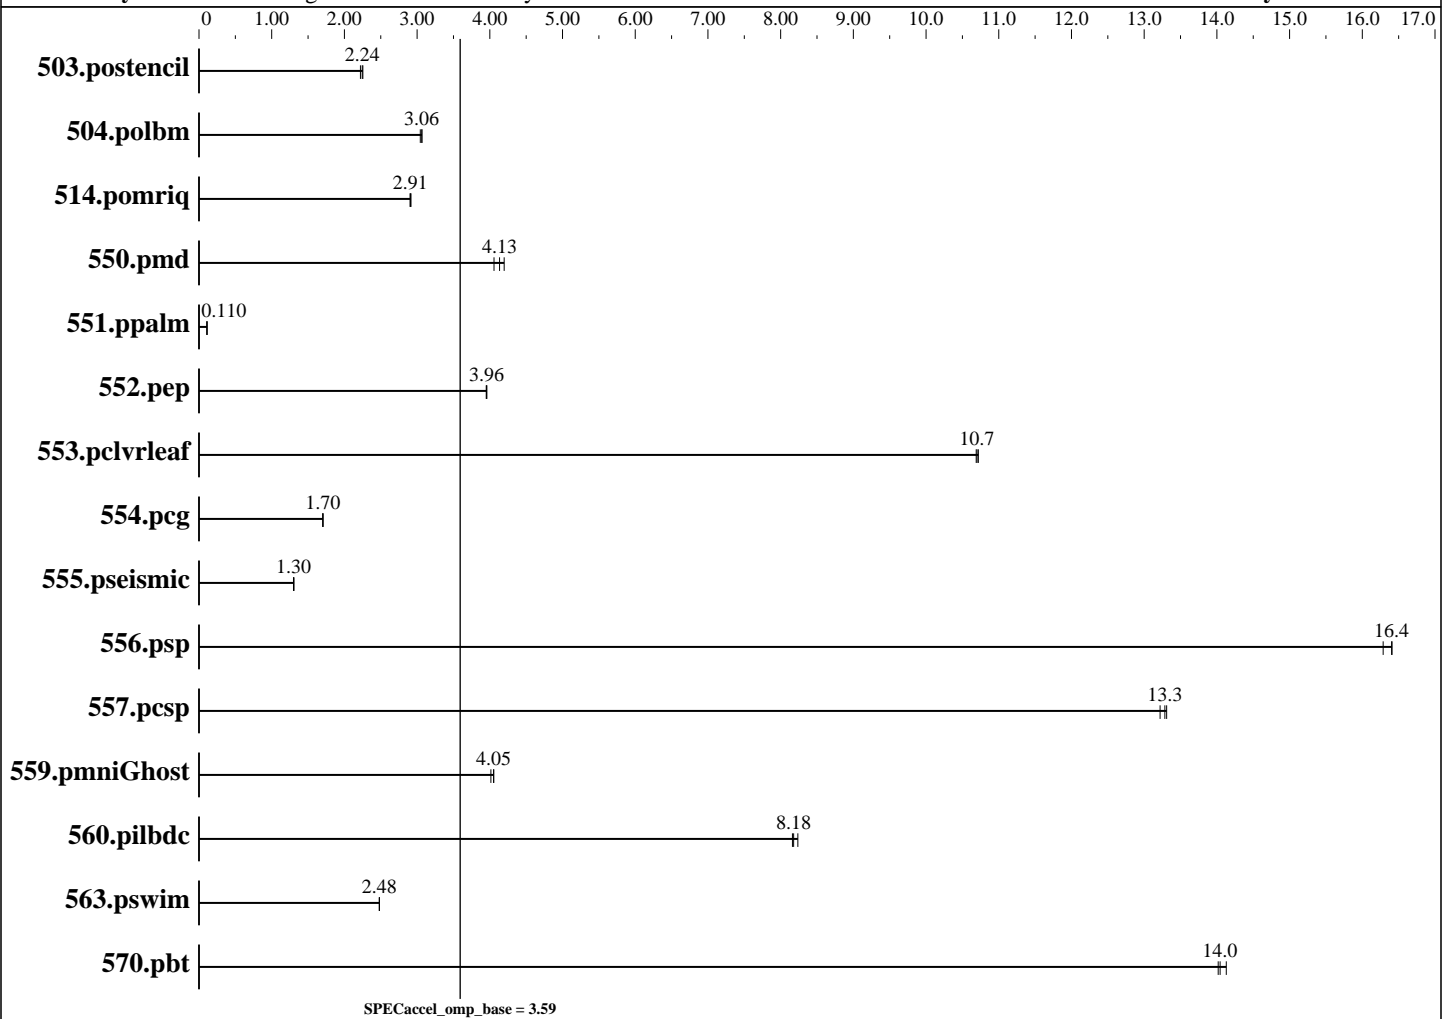 0 1.00 2.00 3.00 4.00 5.00 6.00 7.00 8.00 9.00 10.0 11.0 12.0 13.0 14.0 15.0 16.0 17.0
503.postencil 2.24
504.polbm 3.06
514.pomriq 2.91
550.pmd 4.13
551.ppalm 0.110
552.pep 3.96
553.pclvrleaf 10.7
554.pcg 1.70
555.pseismic 1.30
556.psp 16.4
557.pcsp 13.3
559.pmniGhost 4.05
560.pilbdc 8.18
563.pswim 2.48
570.pbt 14.0
SPECaccel_omp_base = 3.59